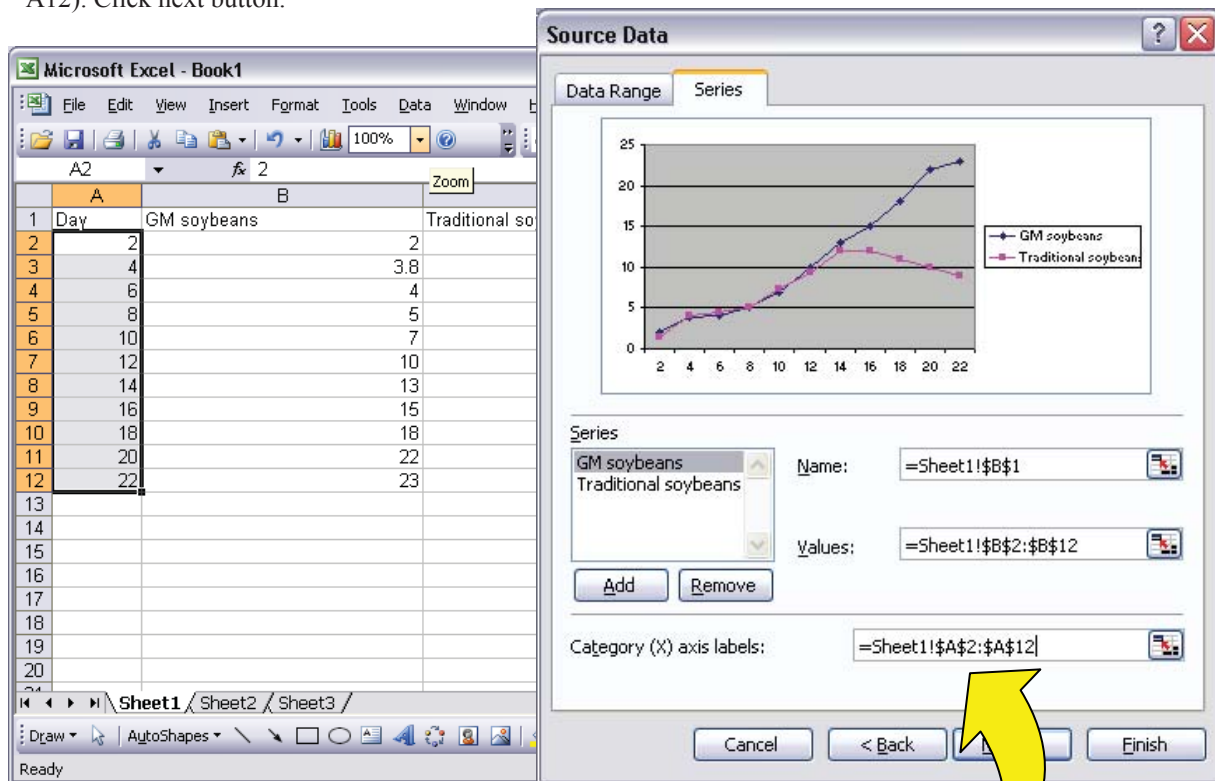 A12). Click next button.
Microsoft Excel - Book1
File Edit View Insert Format Tools Data Window
100%
A2 fx 2
Zoom
A B
1 Day GM soybeans Traditional so
2 2 2
3 4 3.8
4 6 4
5 8 5
6 10 7
7 12 10
8 14 13
9 16 15
10 18 18
11 20 22
12 22 23
13
14
15
16
17
18
19
20
Sheet1 / Sheet2 / Sheet3 /
Draw AutoShapes
Ready
Source Data
Data Range Series
25
20
15
10
5
0
2 4 6 8 10 12 14 16 18 20 22
GM soybeans
Traditional soybean
Series
GM soybeans
Traditional soybeans
Name: =Sheet1!$B$1
Values: =Sheet1!$B$2:$B$12
Add Remove
Category (X) axis labels: =Sheet1!$A$2:$A$12
Cancel < Back Finish